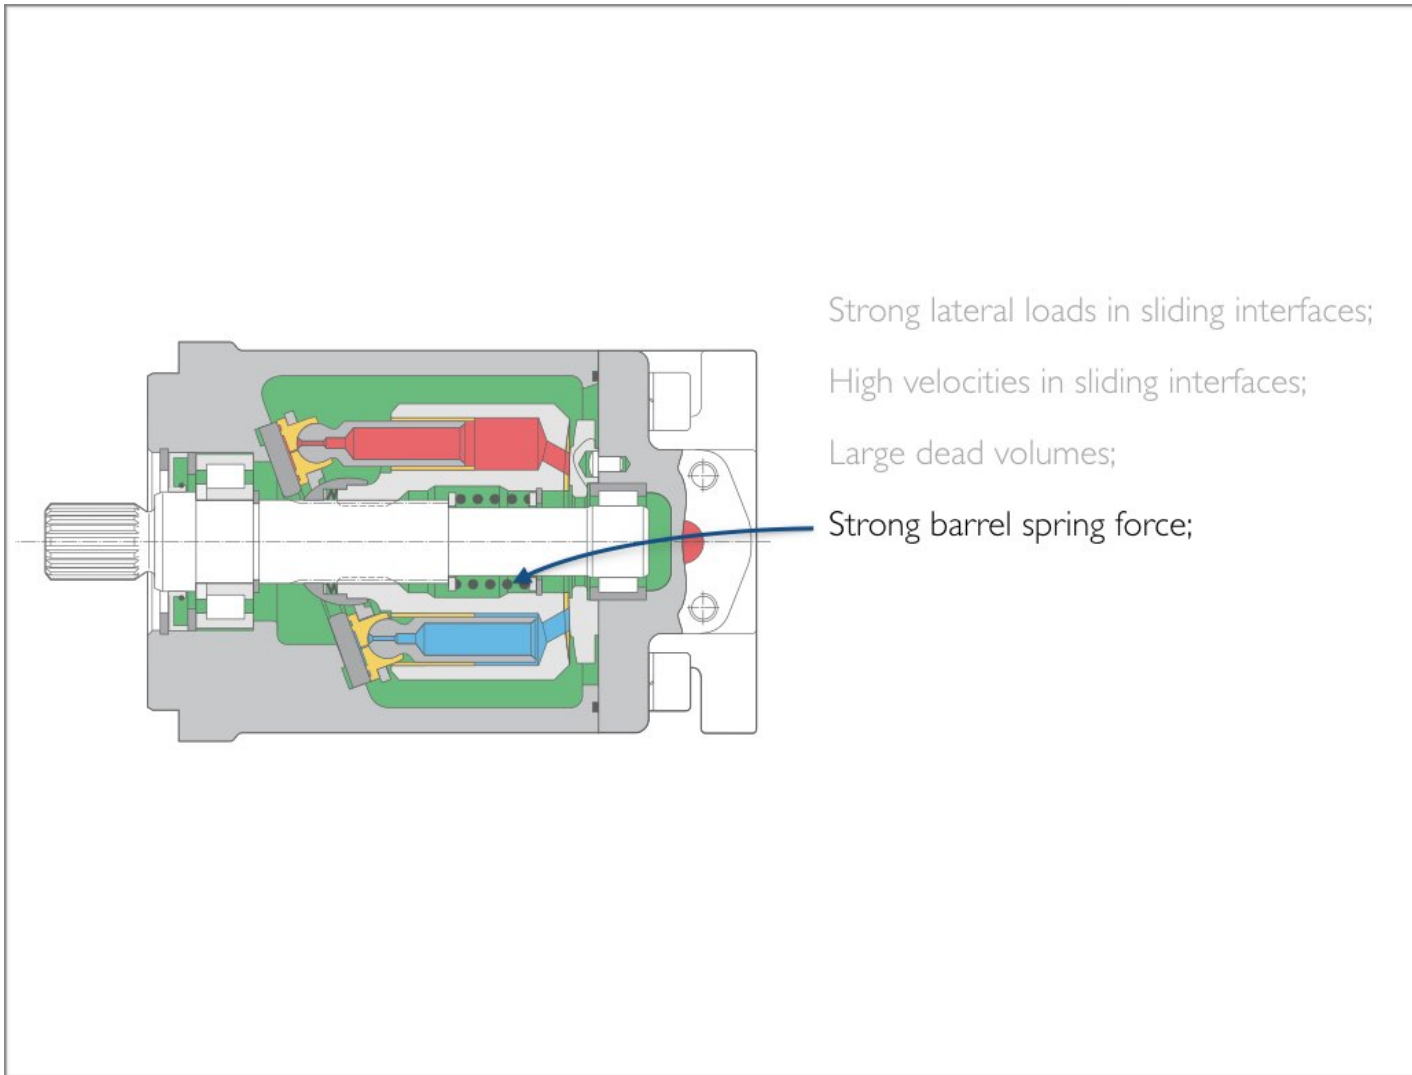 Strong lateral loads in sliding interfaces;
High velocities in sliding interfaces;
Large dead volumes;
Strong barrel spring force;